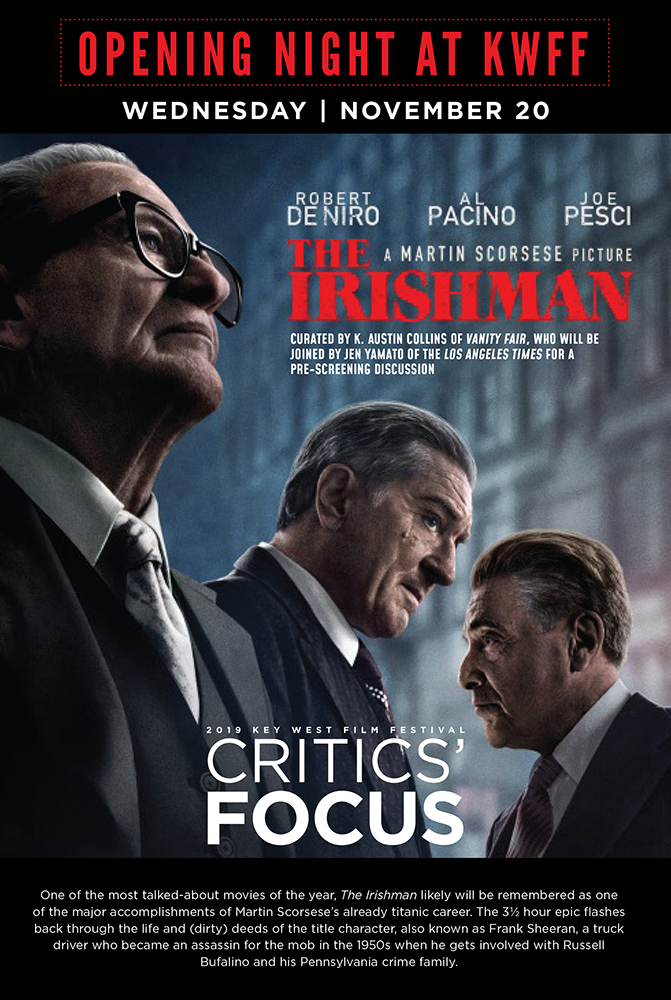 OPENING NIGHT AT KWFF
WEDNESDAY | NOVEMBER 20
ROBERT DE NIRO
AL PACINO
JOE PESCI
A MARTIN SCORSESE PICTURE
THE
IRISHMAN
CURATED BY K. AUSTIN COLLINS OF VANITY FAIR, WHO WILL BE
JOINED BY JEN YAMATO OF THE LOS ANGELES TIMES FOR A
PRE-SCREENING DISCUSSION
2019 KEY WEST FILM FESTIVAL
CRITICS’
FOCUS
One of the most talked-about movies of the year, The Irishman likely will be remembered as one
of the major accomplishments of Martin Scorsese’s already titanic career. The 3½ hour epic flashes
back through the life and (dirty) deeds of the title character, also known as Frank Sheeran, a truck
driver who became an assassin for the mob in the 1950s when he gets involved with Russell
Bufalino and his Pennsylvania crime family.